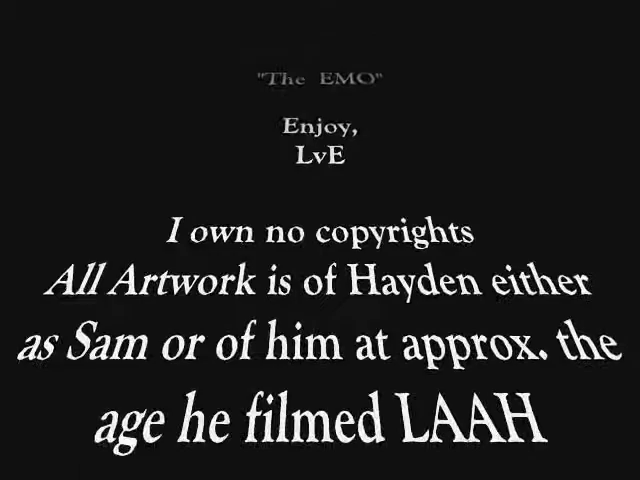 "The EMO"
Enjoy,
LvE
I own no copyrights
All Artwork is of Hayden either
as Sam or of him at approx. the
age he filmed LAAH